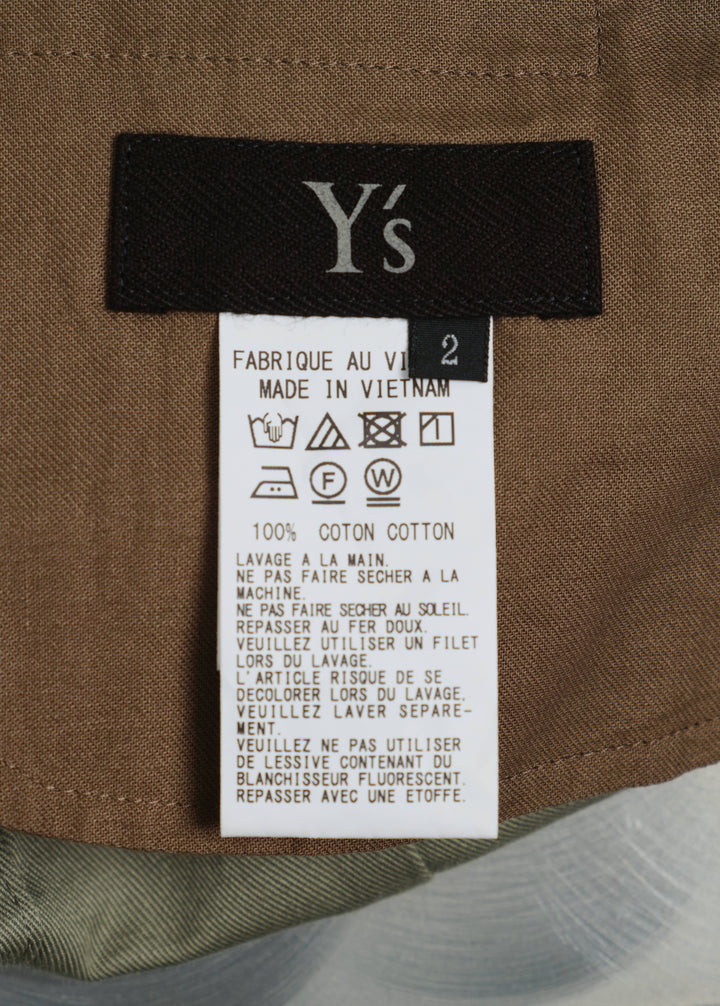 Y's
2
FABRIQUE AU VI
MADE IN VIETNAM
F
W
100% COTON COTTON
LAVAGE A LA MAIN.
NE PAS FAIRE SECHER A LA
MACHINE.
NE PAS FAIRE SECHER AU SOLEIL.
REPASSER AU FER DOUX.
VEUILLEZ UTILISER UN FILET
LORS DU LAVAGE.
L'ARTICLE RISQUE DE SE
DECOLORER LORS DU LAVAGE.
VEUILLEZ LAVER SEPARE-
MENT.
VEUILLEZ NE PAS UTILISER
DE LESSIVE CONTENANT DU
BLANCHISSEUR FLUORESCENT.
REPASSER AVEC UNE ETOFFE.